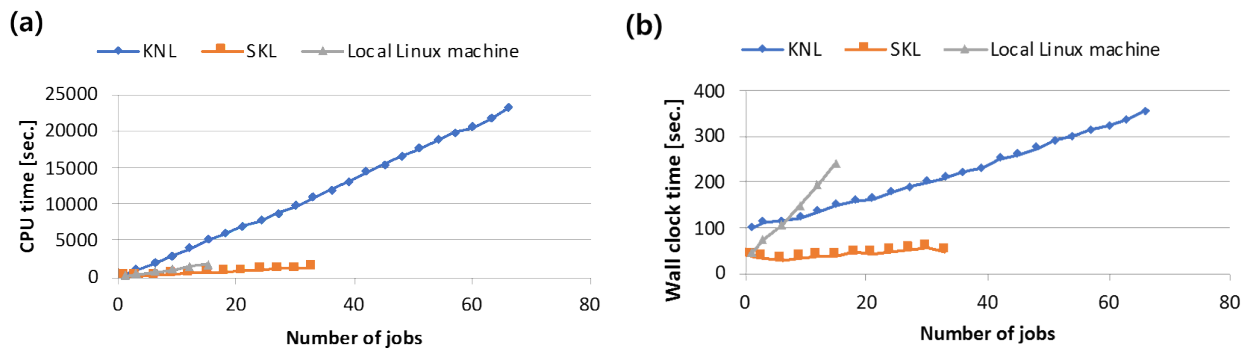 (a)
KNL SKL Local Linux machine
25000
20000
15000
10000
5000
0
0 20 40 60 80
CPU time [sec.]
Number of jobs
(b)
KNL SKL Local Linux machine
400
300
200
100
0
0 20 40 60 80
Wall clock time [sec.]
Number of jobs